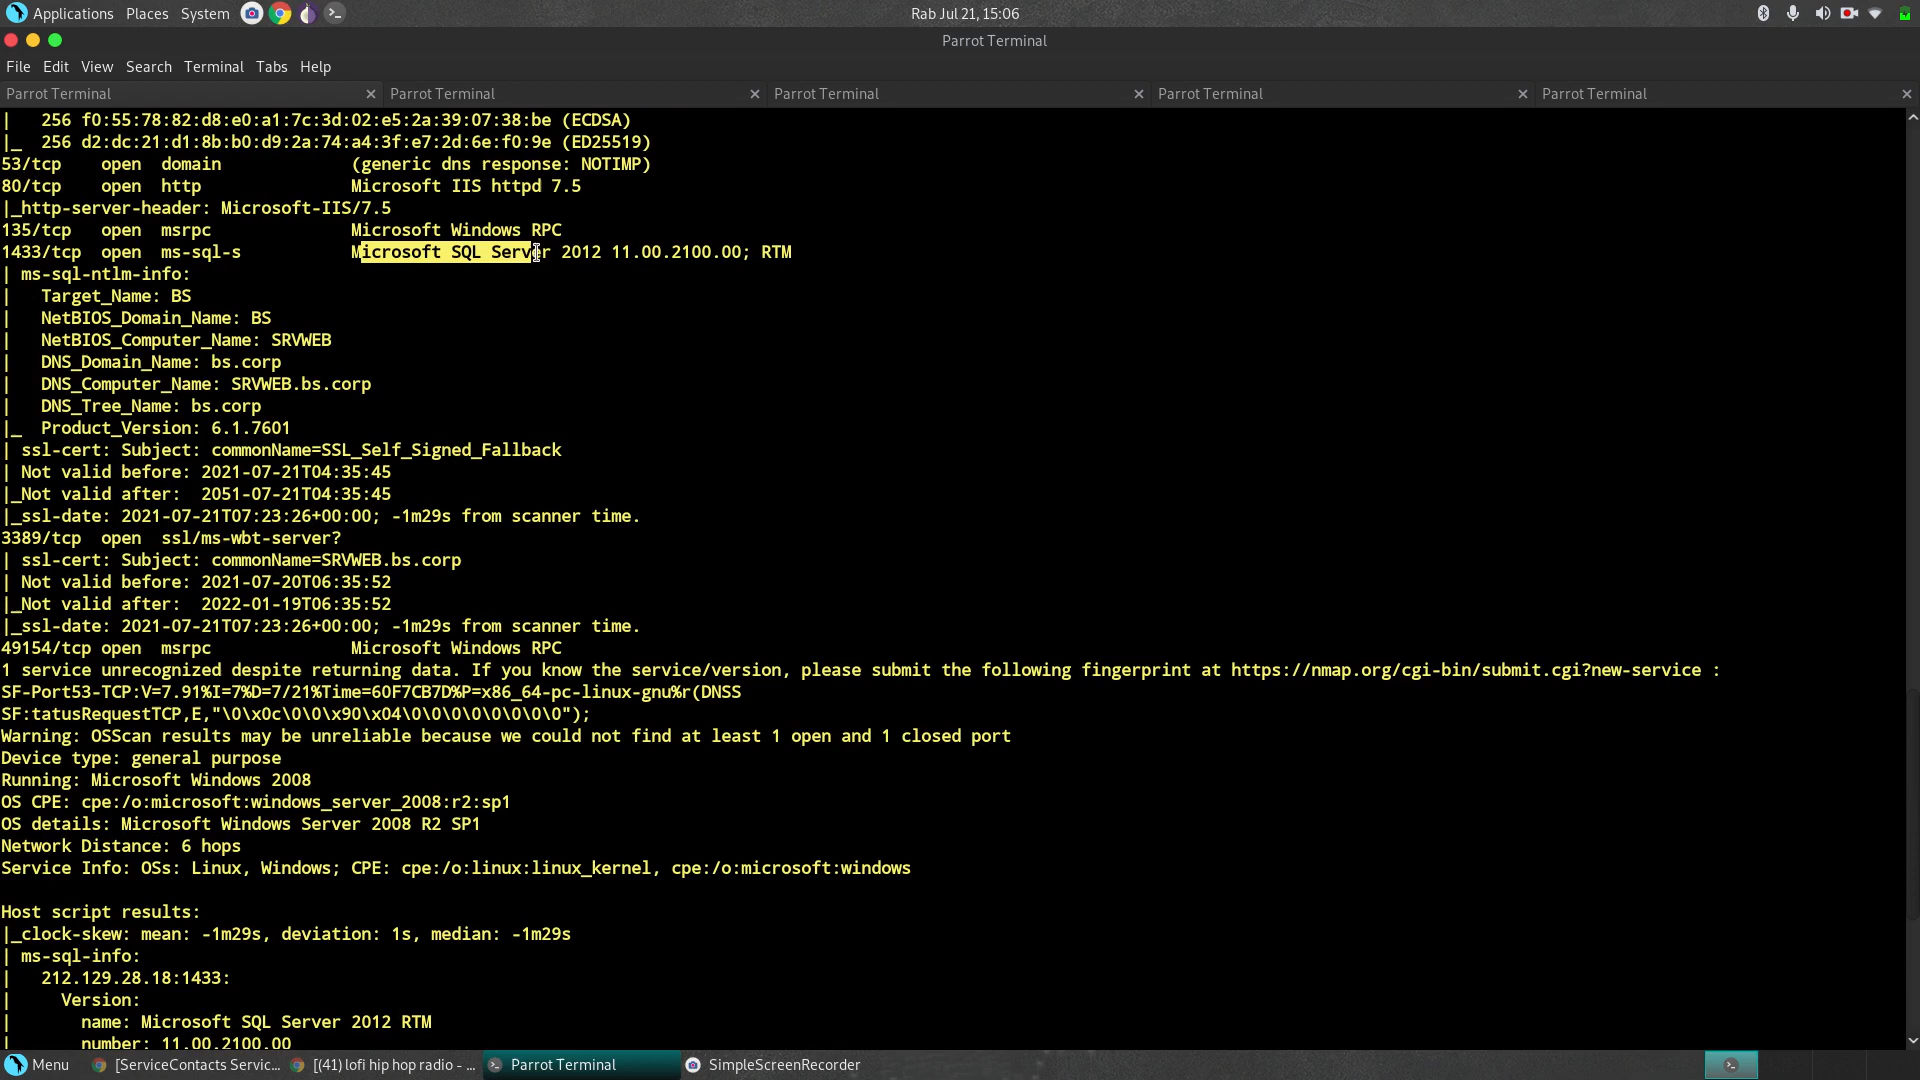 Applications Places System
Rab Jul 21, 15:06
Parrot Terminal
File Edit View Search Terminal Tabs Help
Parrot Terminal Parrot Terminal Parrot Terminal Parrot Terminal Parrot Terminal
|   256 f0:55:78:82:d8:e0:a1:7c:3d:02:e5:2a:39:07:38:be (ECDSA)
|_  256 d2:dc:21:d1:8b:b0:d9:2a:74:a4:3f:e7:2d:6e:f0:9e (ED25519)
53/tcp    open  domain             (generic dns response: NOTIMP)
80/tcp    open  http               Microsoft IIS httpd 7.5
|_http-server-header: Microsoft-IIS/7.5
135/tcp   open  msrpc              Microsoft Windows RPC
1433/tcp  open  ms-sql-s           Microsoft SQL Server 2012 11.00.2100.00; RTM
| ms-sql-ntlm-info:
|   Target_Name: BS
|   NetBIOS_Domain_Name: BS
|   NetBIOS_Computer_Name: SRVWEB
|   DNS_Domain_Name: bs.corp
|   DNS_Computer_Name: SRVWEB.bs.corp
|   DNS_Tree_Name: bs.corp
|_  Product_Version: 6.1.7601
| ssl-cert: Subject: commonName=SSL_Self_Signed_Fallback
| Not valid before: 2021-07-21T04:35:45
|_Not valid after:  2051-07-21T04:35:45
|_ssl-date: 2021-07-21T07:23:26+00:00; -1m29s from scanner time.
3389/tcp  open  ssl/ms-wbt-server?
| ssl-cert: Subject: commonName=SRVWEB.bs.corp
| Not valid before: 2021-07-20T06:35:52
|_Not valid after:  2022-01-19T06:35:52
|_ssl-date: 2021-07-21T07:23:26+00:00; -1m29s from scanner time.
49154/tcp open  msrpc              Microsoft Windows RPC
1 service unrecognized despite returning data. If you know the service/version, please submit the following fingerprint at https://nmap.org/cgi-bin/submit.cgi?new-service :
SF-Port53-TCP:V=7.91%I=7%D=7/21%Time=60F7CB7D%P=x86_64-pc-linux-gnu%r(DNSS
SF:tatusRequestTCP,E,"\0\x0c\0\0\x90\x04\0\0\0\0\0\0\0\0");
Warning: OSScan results may be unreliable because we could not find at least 1 open and 1 closed port
Device type: general purpose
Running: Microsoft Windows 2008
OS CPE: cpe:/o:microsoft:windows_server_2008:r2:sp1
OS details: Microsoft Windows Server 2008 R2 SP1
Network Distance: 6 hops
Service Info: OSs: Linux, Windows; CPE: cpe:/o:linux:linux_kernel, cpe:/o:microsoft:windows
Host script results:
|_clock-skew: mean: -1m29s, deviation: 1s, median: -1m29s
| ms-sql-info:
|   212.129.28.18:1433:
|     Version:
|       name: Microsoft SQL Server 2012 RTM
|       number: 11.00.2100.00
Menu [ServiceContacts Servic... [(41) lofi hip hop radio - ... Parrot Terminal SimpleScreenRecorder